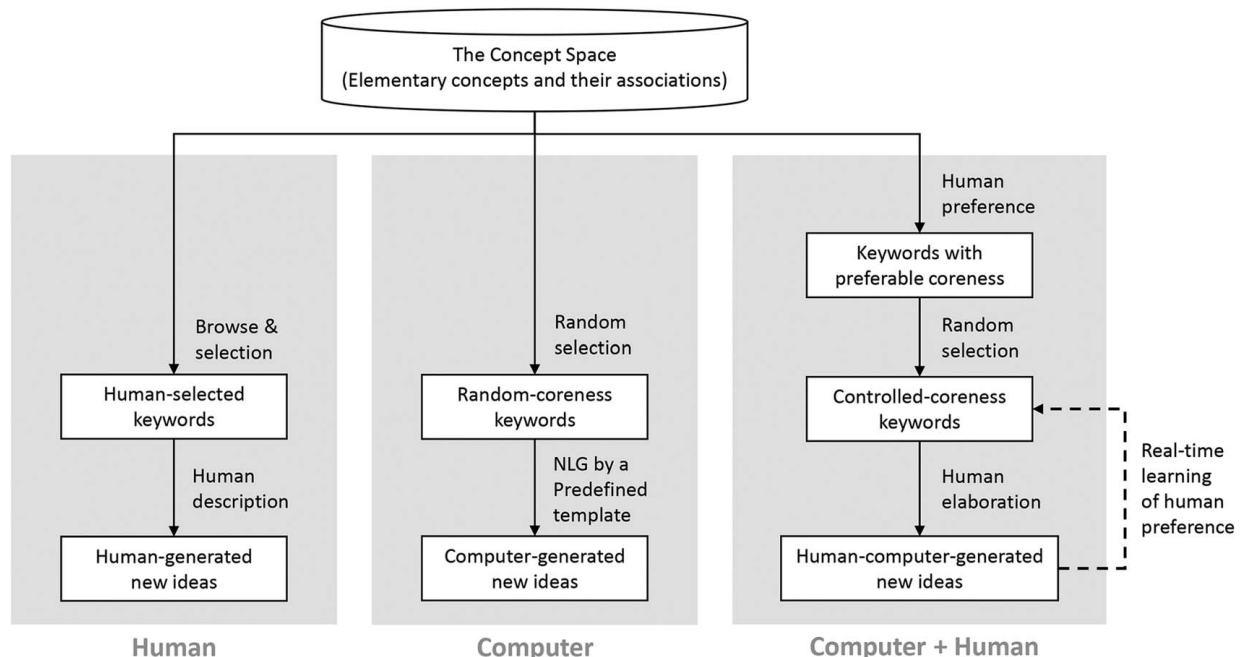 The Concept Space
(Elementary concepts and their associations)
Browse &
selection
Human-selected
keywords
Human
description
Human-generated
new ideas
Human
Random
selection
Random-coreness
keywords
NLG by a
Predefined
template
Computer-generated
new ideas
Computer
Human
preference
Keywords with
preferable coreness
Random
selection
Controlled-coreness
keywords
Human
elaboration
Human-computer-generated
new ideas
Real-time
learning
of human
preference
Computer + Human